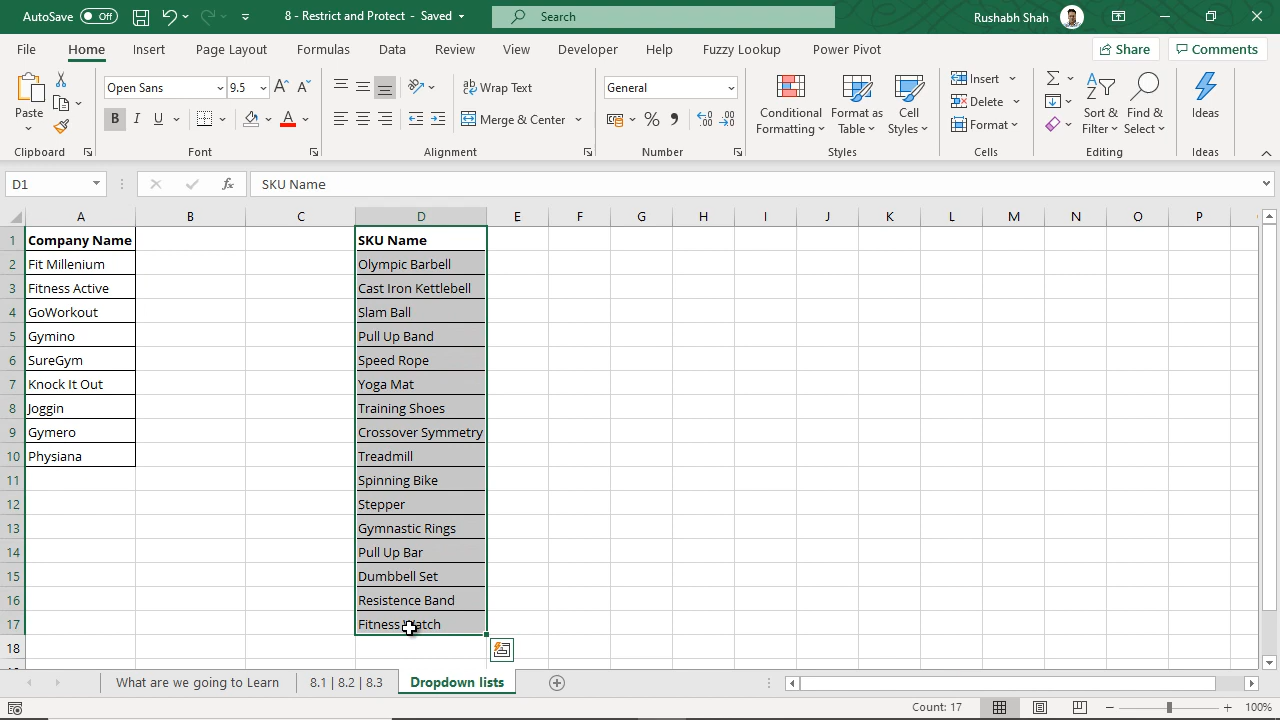 AutoSave Off 8 - Restrict and Protect - Saved Search Rushabh Shah
File Home Insert Page Layout Formulas Data Review View Developer Help Fuzzy Lookup Power Pivot Share Comments
Open Sans 9.5 Wrap Text General Insert
Paste B I U A Merge & Center % Conditional Formatting Format as Table Cell Styles Delete Format Sort & Filter Find & Select Ideas
Clipboard Font Alignment Number Styles Cells Editing Ideas
D1 fx SKU Name
A B C D E F G H I J K L M N O P
1 Company Name SKU Name
2 Fit Millenium Olympic Barbell
3 Fitness Active Cast Iron Kettlebell
4 GoWorkout Slam Ball
5 Gymino Pull Up Band
6 SureGym Speed Rope
7 Knock It Out Yoga Mat
8 Joggin Training Shoes
9 Gymero Crossover Symmetry
10 Physiana Treadmill
11 Spinning Bike
12 Stepper
13 Gymnastic Rings
14 Pull Up Bar
15 Dumbbell Set
16 Resistence Band
17 Fitness Watch
18
What are we going to Learn 8.1 | 8.2 | 8.3 Dropdown lists
Count: 17 100%